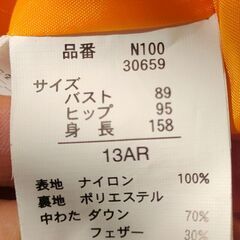 品番 N100
30659
サイズ
バスト 89
ヒップ 95
身長 158
13AR
表地 ナイロン 100%
裏地 ポリエステル
中わた ダウン 70%
フェザー 30%